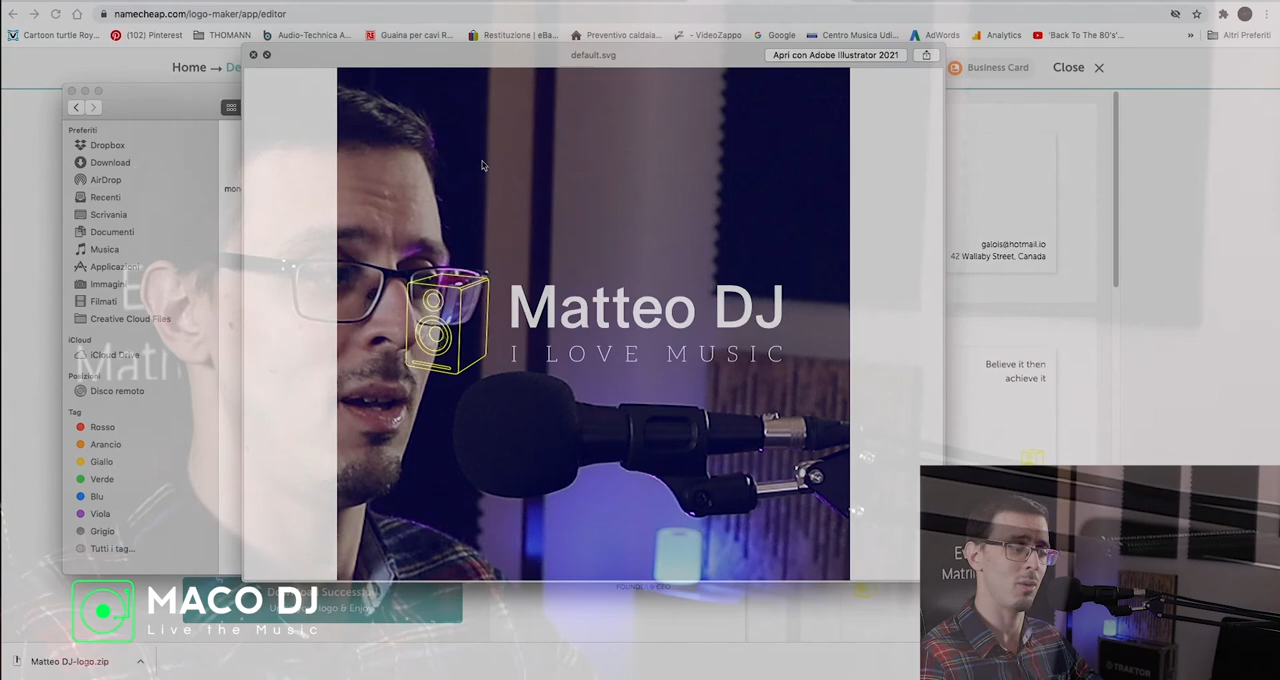 namecheap.com/logo-maker/app/editor
Cartoon turtle Roy...
(102) Pinterest
THOMANN
Audio-Technica A...
Guaina per cavi R...
Restituzione | eBa...
Preventivo caldaia...
- VideoZappo
Google
Centro Musica Udi...
AdWords
Analytics
'Back To The 80's'...
»
Altri Preferiti
Home → De
default.svg
Apri con Adobe Illustrator 2021
Business Card
Close
Preferiti
Dropbox
Download
AirDrop
Recenti
Scrivania
Documenti
Musica
Applicazioni
Immagini
Filmati
Creative Cloud Files
iCloud
iCloud Drive
Posizioni
Disco remoto
Tag
Rosso
Arancio
Giallo
Verde
Blu
Viola
Grigio
Tutti i tag...
mon
galois@hotmail.io
42 Wallaby Street, Canada
Matteo DJ
I LOVE MUSIC
Believe it then
achieve it
FOUNDER & CEO
MACO DJ
Live the Music
Matteo DJ-logo.zip
TRAKTOR